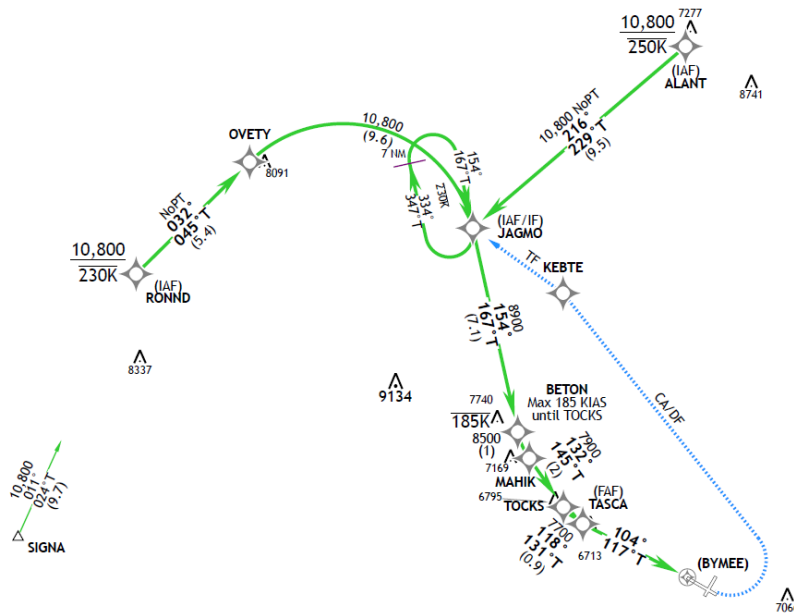 10,800
250K
7277
(IAF)
ALANT
8741
10,800 NoPT
216°
229°T
(9.5)
OVETY
8091
10,800
(9.6)
7 NM
154°
167°T
230K
334°
347°T
(IAF/IF)
JAGMO
NoPT
032°
045°T
(5.4)
10,800
230K
(IAF)
RONND
TF
KEBTE
8900
154°
167°T
(7.1)
8337
9134
7740
BETON
Max 185 KIAS
until TOCKS
185K
8500
(1)
CA/DF
7900
132°
145°T
(2)
7169
MAHIK
6795
TOCKS
(FAF)
TASCA
7700
118°
131°T
(0.9)
6713
104°
117°T
(BYMEE)
10,800
011°
024°T
(9.7)
SIGNA
706